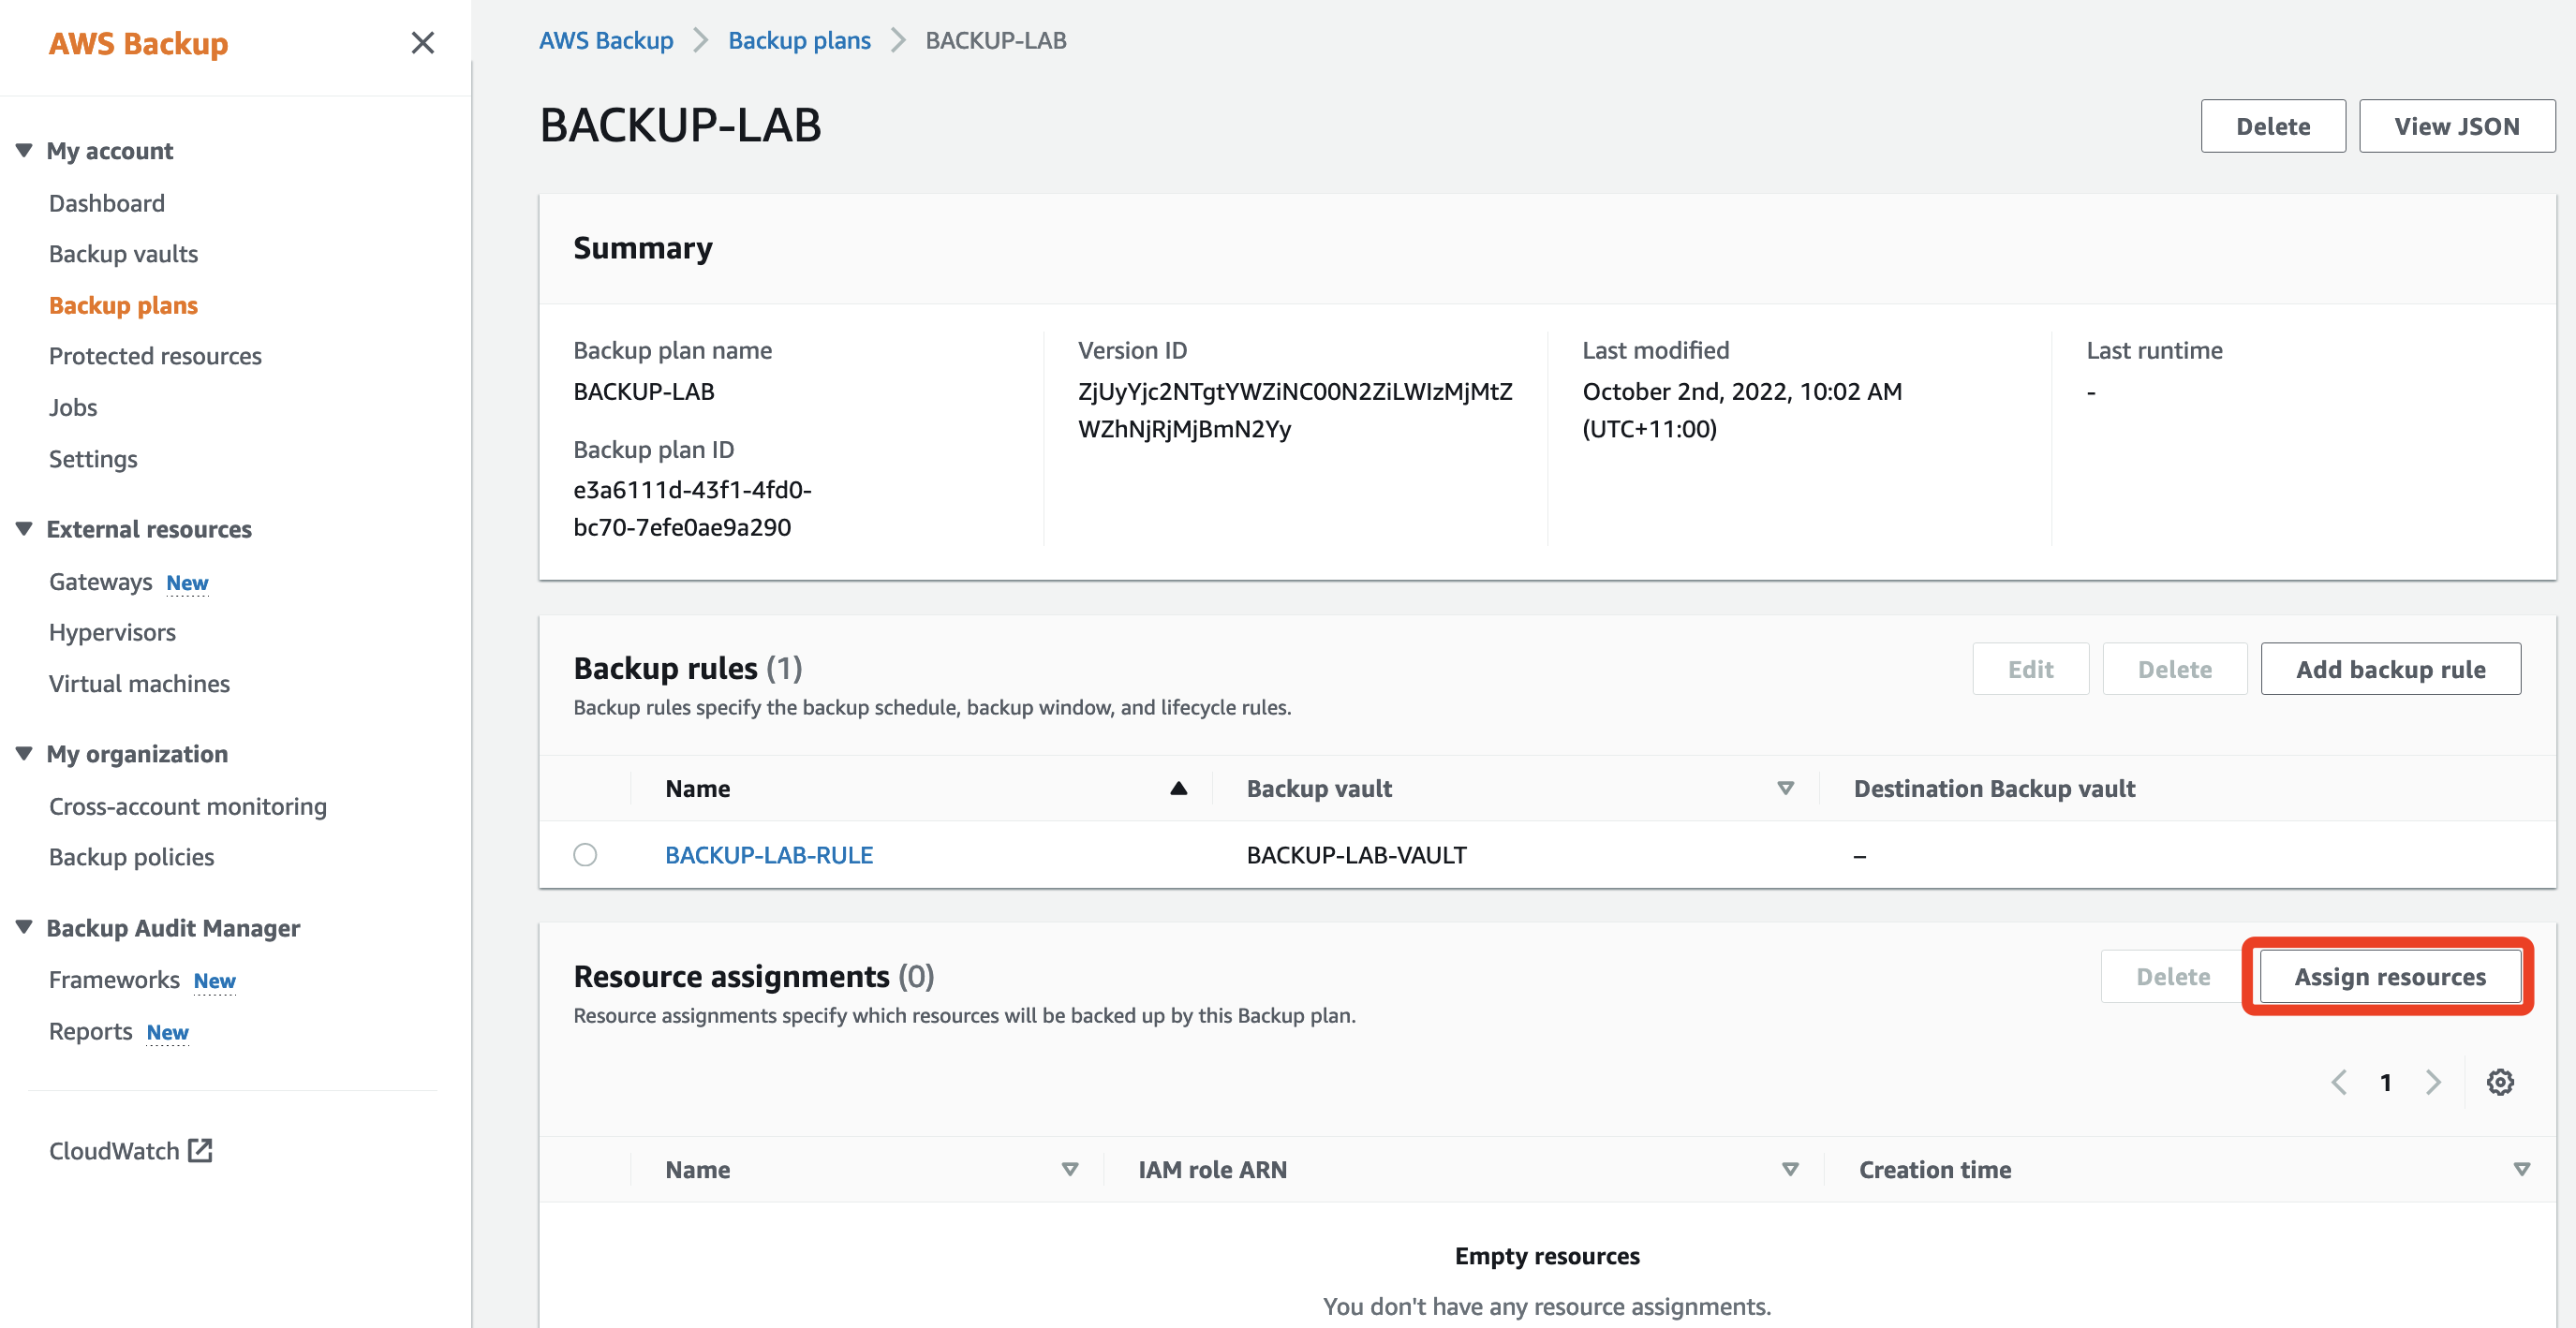 AWS Backup
My account
Dashboard
Backup vaults
Backup plans
Protected resources
Jobs
Settings
External resources
Gateways New
Hypervisors
Virtual machines
My organization
Cross-account monitoring
Backup policies
Backup Audit Manager
Frameworks New
Reports New
CloudWatch
AWS Backup > Backup plans > BACKUP-LAB
BACKUP-LAB
Delete View JSON
Summary
Backup plan name
BACKUP-LAB
Backup plan ID
e3a6111d-43f1-4fd0-
bc70-7efe0ae9a290
Version ID
ZjUyYjc2NTgtYWZiNC00N2ZiLWIzMjMtZ
WZhNjRjMjBmN2Yy
Last modified
October 2nd, 2022, 10:02 AM
(UTC+11:00)
Last runtime
-
Backup rules (1)
Edit Delete Add backup rule
Backup rules specify the backup schedule, backup window, and lifecycle rules.
Name Backup vault Destination Backup vault
BACKUP-LAB-RULE BACKUP-LAB-VAULT –
Resource assignments (0)
Delete Assign resources
Resource assignments specify which resources will be backed up by this Backup plan.
1
Name IAM role ARN Creation time
Empty resources
You don't have any resource assignments.